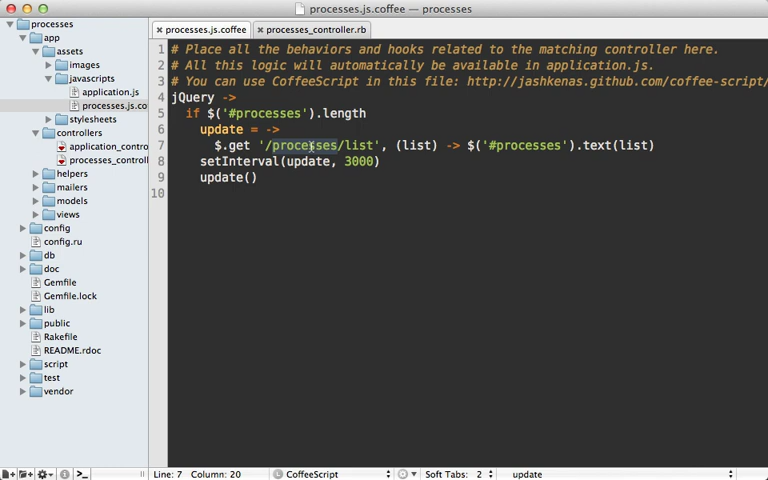 processes.js.coffee — processes
processes
app
assets
images
javascripts
application.js
processes.js.co
stylesheets
controllers
application_contro
processes_controll
helpers
mailers
models
views
config
config.ru
db
doc
Gemfile
Gemfile.lock
lib
public
Rakefile
README.rdoc
script
test
vendor
processes.js.coffee
processes_controller.rb
1 # Place all the behaviors and hooks related to the matching controller here.
2 # All this logic will automatically be available in application.js.
3 # You can use CoffeeScript in this file: http://jashkenas.github.com/coffee-script/
4 jQuery ->
5 if $('#processes').length
6 update = ->
7 $.get '/processes/list', (list) -> $('#processes').text(list)
8 setInterval(update, 3000)
9 update()
10
Line: 7 Column: 20 CoffeeScript Soft Tabs: 2 update